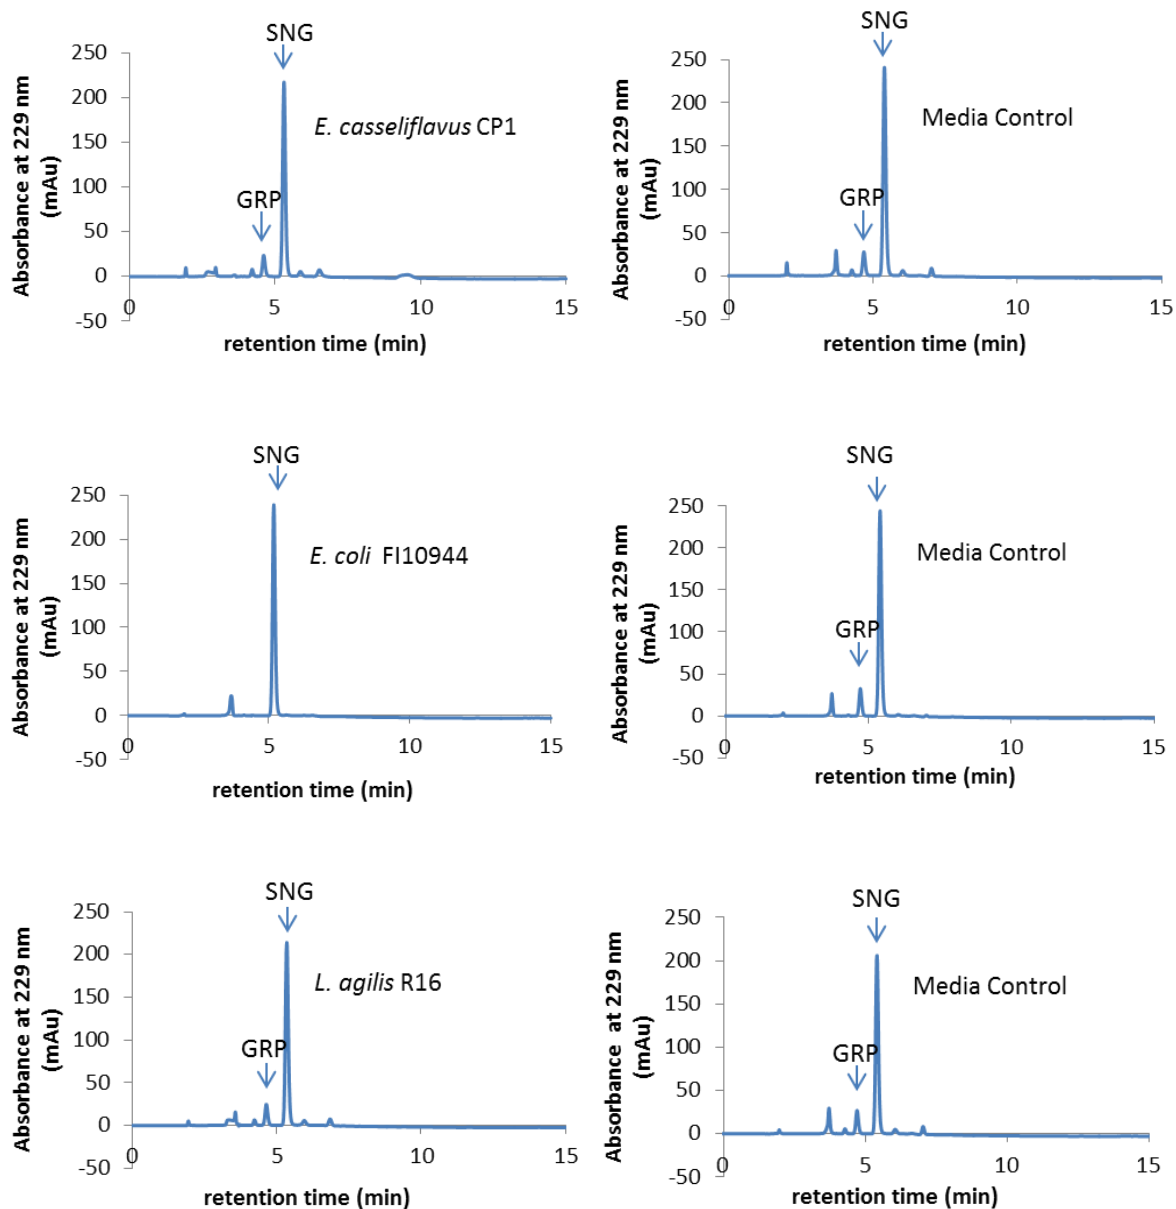 SNG
250
200
150
100
50
0
-50
Absorbance at 229 nm
(mAu)
E. casseliflavus CP1
GRP
0 5 10 15
retention time (min)
SNG
250
200
150
100
50
0
-50
Absorbance at 229 nm
(mAu)
Media Control
GRP
0 5 10 15
retention time (min)
SNG
250
200
150
100
50
0
-50
Absorbance at 229 nm
(mAu)
E. coli FI10944
0 5 10 15
retention time (min)
SNG
250
200
150
100
50
0
-50
Absorbance at 229 nm
(mAu)
Media Control
GRP
0 5 10 15
retention time (min)
SNG
250
200
150
100
50
0
-50
Absorbance at 229 nm
(mAu)
L. agilis R16
GRP
0 5 10 15
retention time (min)
SNG
250
200
150
100
50
0
-50
Absorbance at 229 nm
(mAu)
Media Control
GRP
0 5 10 15
retention time (min)